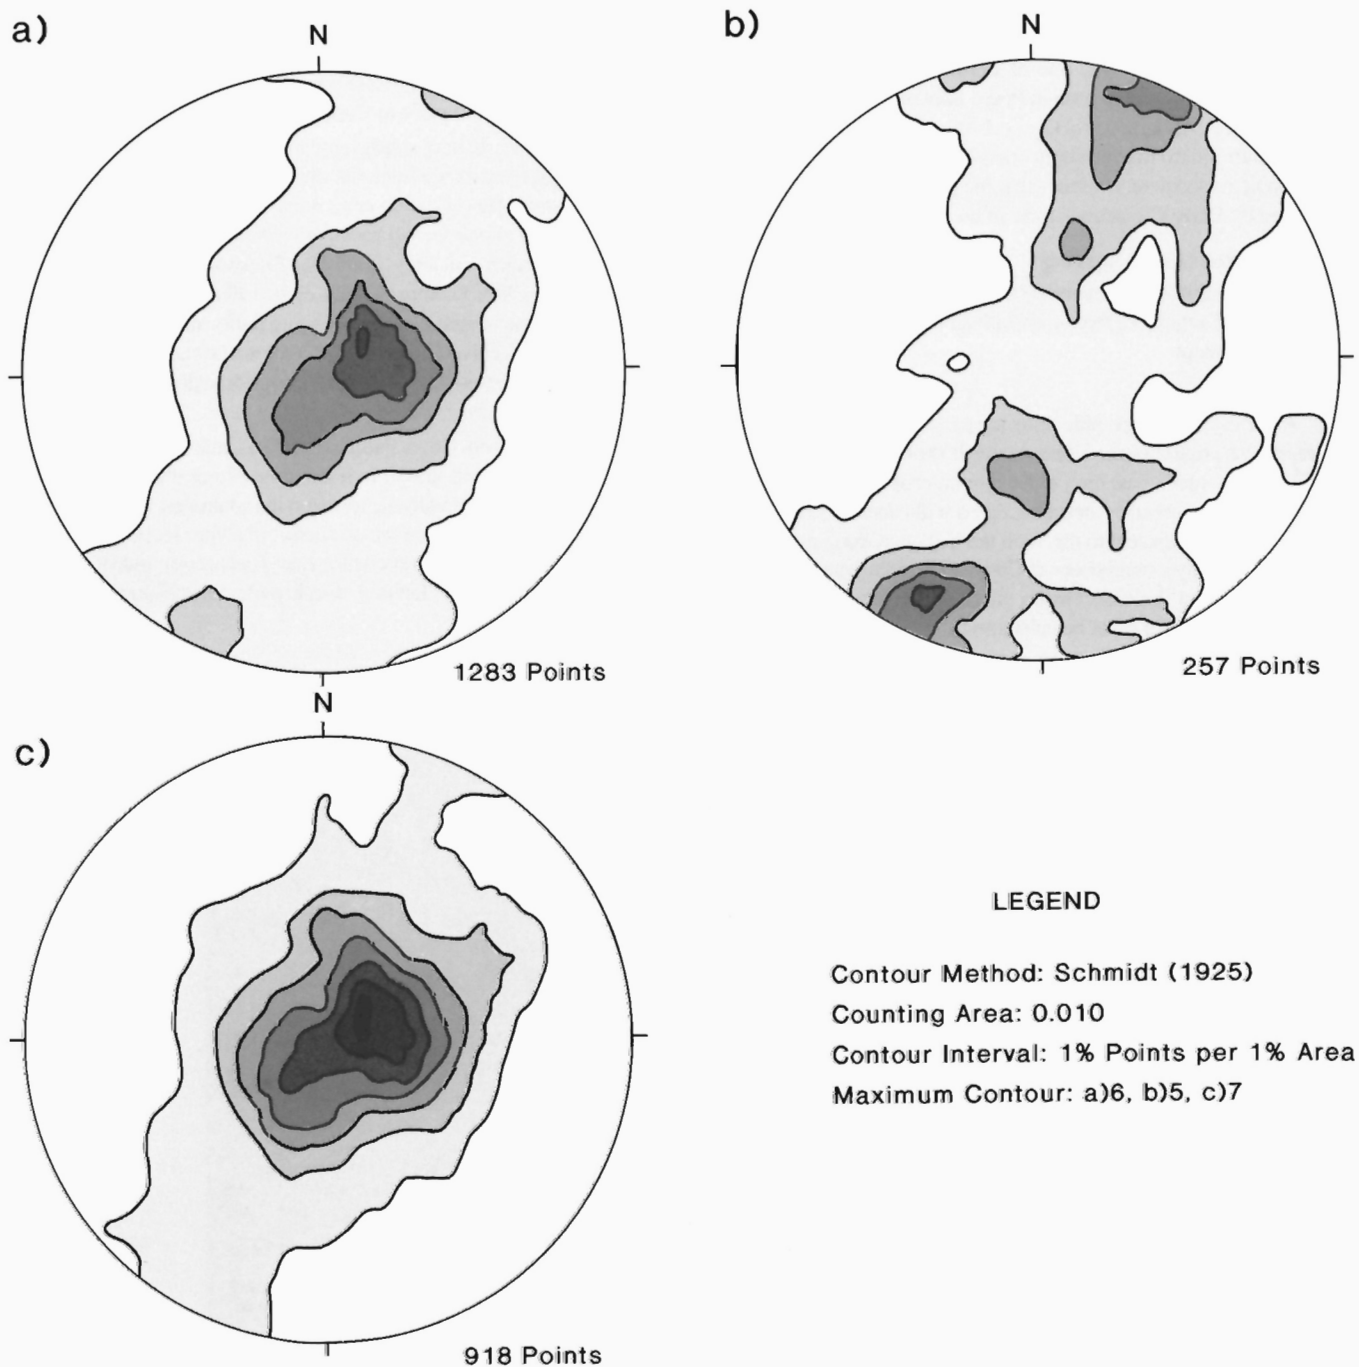 a)
N
1283 Points
b)
N
257 Points
c)
N
918 Points
LEGEND
Contour Method: Schmidt (1925)
Counting Area: 0.010
Contour Interval: 1% Points per 1% Area
Maximum Contour: a)6, b)5, c)7